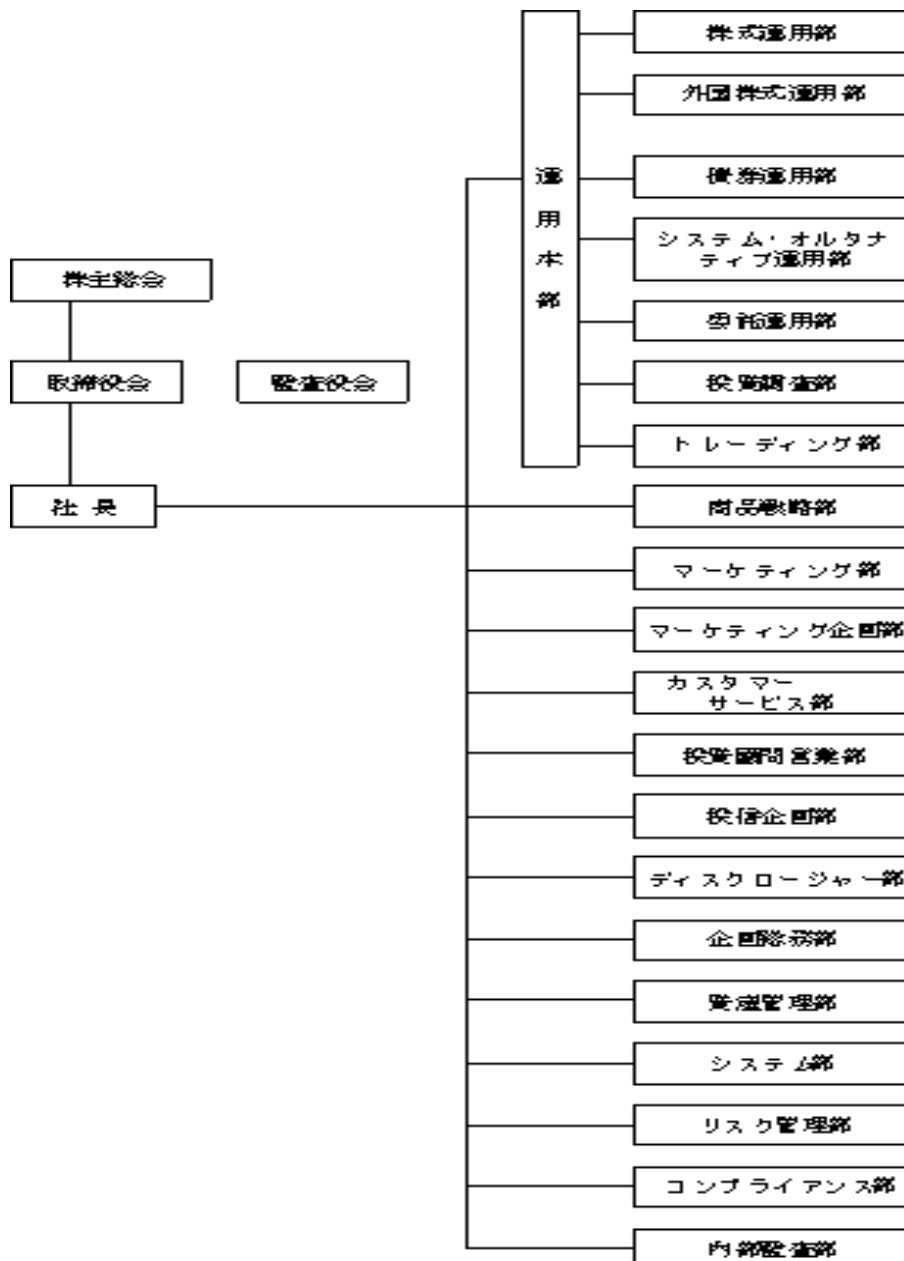 株式運用部
外国株式運用部
債券運用部
システム・オルタナ
ティブ運用部
委託運用部
投資調査部
トレーディング部
運用本部
株主総会
取締役会
監査役会
社長
商品戦略部
マーケティング部
マーケティング企画部
カスタマー
サービス部
投資顧問営業部
投信企画部
ディスクロージャー部
企画総務部
資産管理部
システム部
リスク管理部
コンプライアンス部
内部監査部